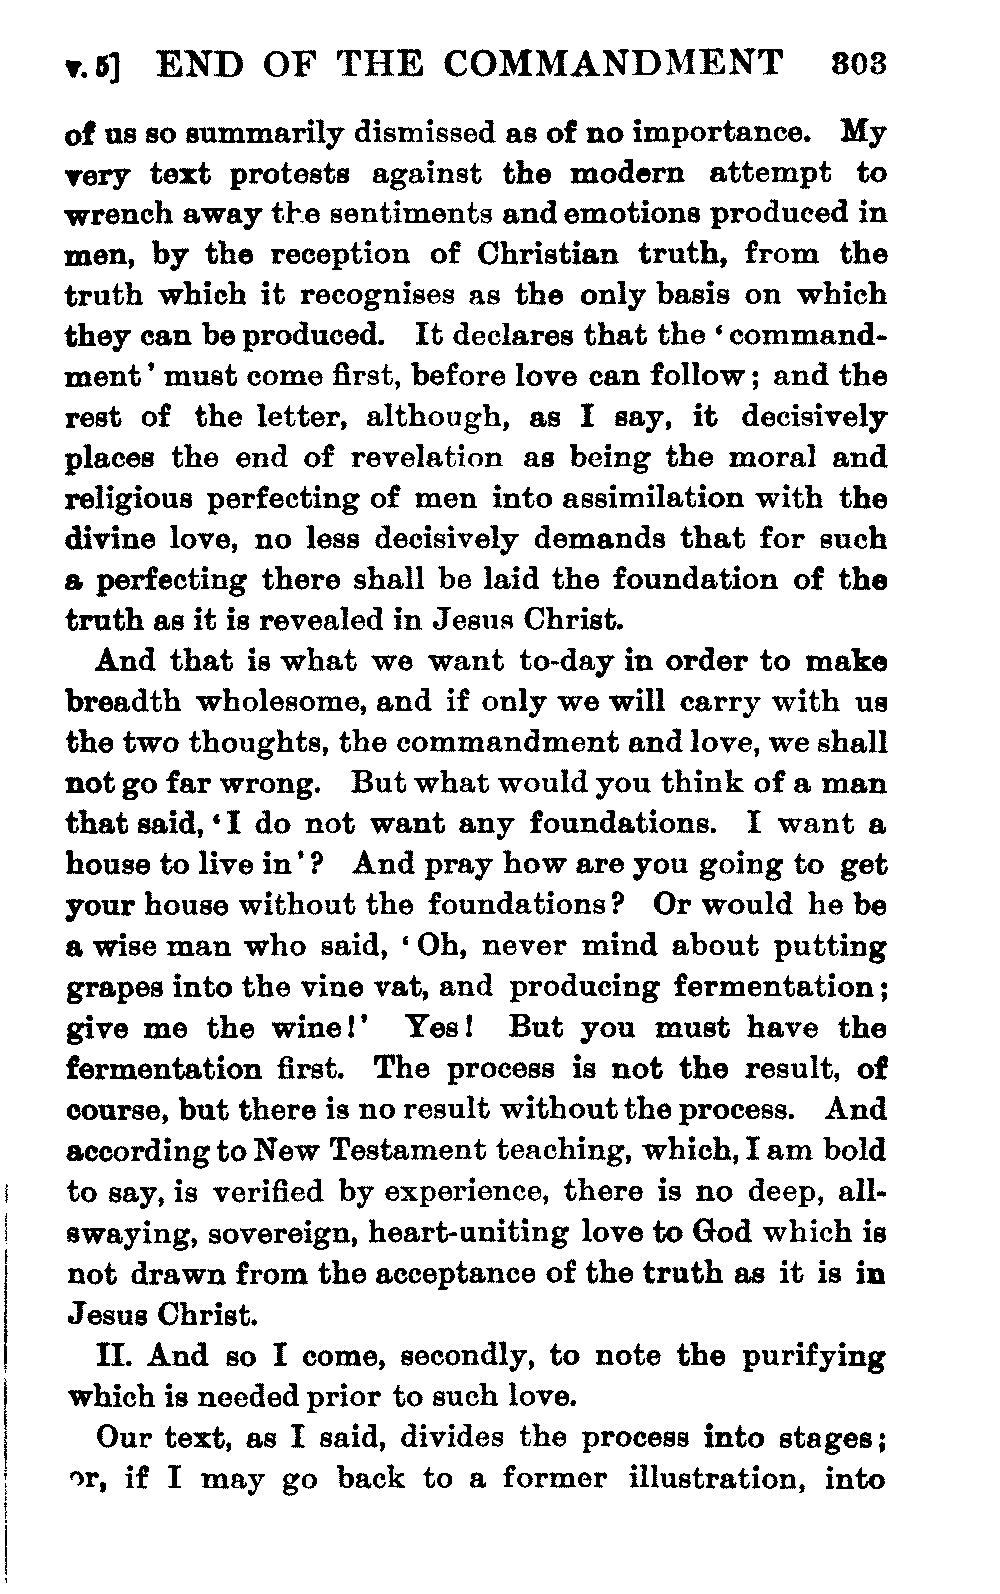 v. 5] END OF THE COMMANDMENT 303
of us so summarily dismissed as of no importance. My
very text protests against the modern attempt to
wrench away the sentiments and emotions produced in
men, by the reception of Christian truth, from the
truth which it recognises as the only basis on which
they can be produced. It declares that the ‘command-
ment’ must come first, before love can follow; and the
rest of the letter, although, as I say, it decisively
places the end of revelation as being the moral and
religious perfecting of men into assimilation with the
divine love, no less decisively demands that for such
a perfecting there shall be laid the foundation of the
truth as it is revealed in Jesus Christ.
And that is what we want to-day in order to make
breadth wholesome, and if only we will carry with us
the two thoughts, the commandment and love, we shall
not go far wrong. But what would you think of a man
that said, ‘I do not want any foundations. I want a
house to live in’? And pray how are you going to get
your house without the foundations? Or would he be
a wise man who said, ‘Oh, never mind about putting
grapes into the vine vat, and producing fermentation;
give me the wine!’ Yes! But you must have the
fermentation first. The process is not the result, of
course, but there is no result without the process. And
according to New Testament teaching, which, I am bold
to say, is verified by experience, there is no deep, all-
swaying, sovereign, heart-uniting love to God which is
not drawn from the acceptance of the truth as it is in
Jesus Christ.
II. And so I come, secondly, to note the purifying
which is needed prior to such love.
Our text, as I said, divides the process into stages;
or, if I may go back to a former illustration, into